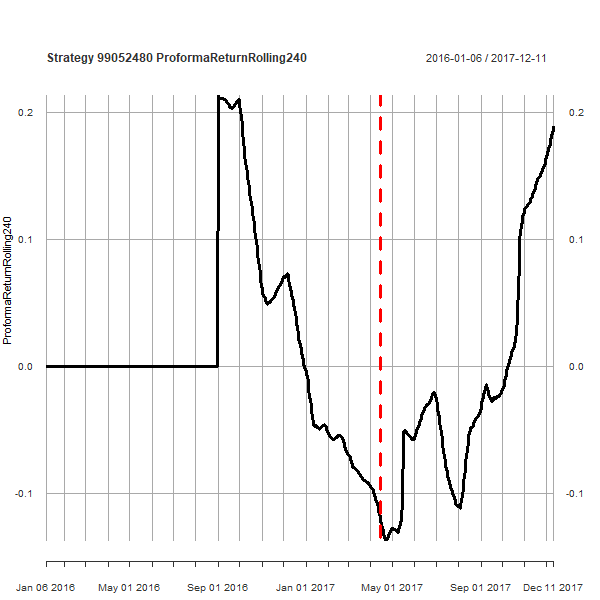 Strategy 99052480 ProformaReturnRolling240
2016-01-06 / 2017-12-11
ProformaReturnRolling240
0.2
0.2
0.1
0.1
0.0
0.0
-0.1
-0.1
Jan 06 2016
May 01 2016
Sep 01 2016
Jan 01 2017
May 01 2017
Sep 01 2017
Dec 11 2017